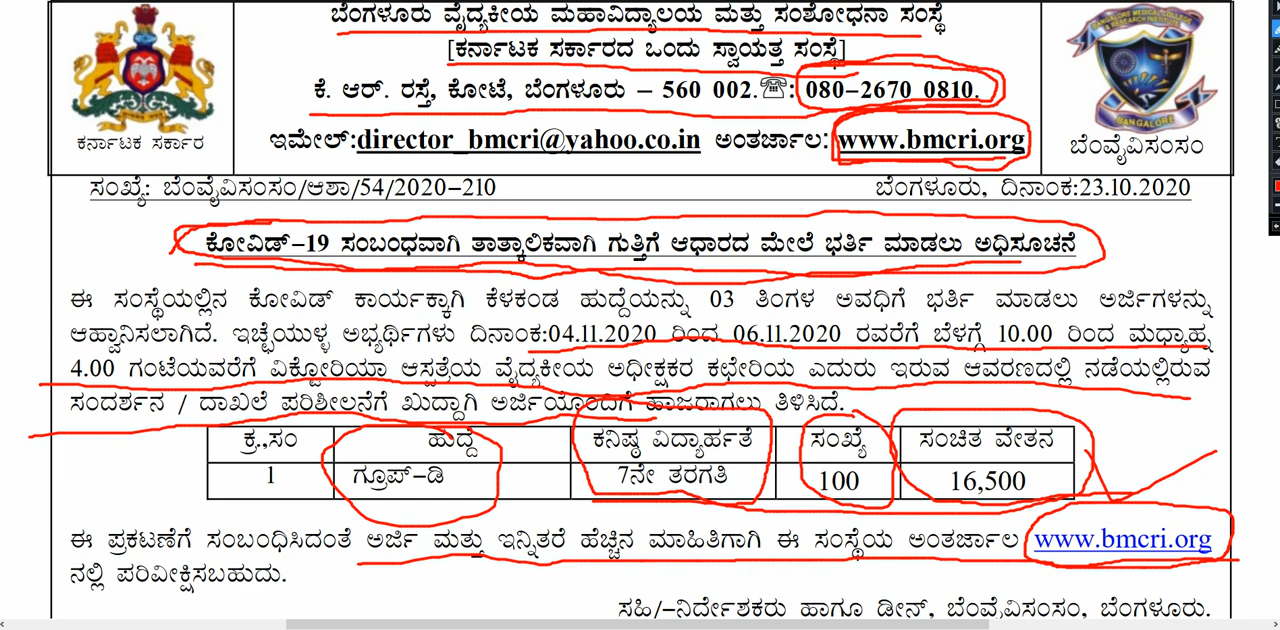 ಬೆಂಗಳೂರು ವೈದ್ಯಕೀಯ ಮಹಾವಿದ್ಯಾಲಯ ಮತ್ತು ಸಂಶೋಧನಾ ಸಂಸ್ಥೆ
[ಕರ್ನಾಟಕ ಸರ್ಕಾರದ ಒಂದು ಸ್ವಾಯತ್ತ ಸಂಸ್ಥೆ]
ಕೆ. ಆರ್. ರಸ್ತೆ, ಕೋಟೆ, ಬೆಂಗಳೂರು – 560 002.☏: 080–2670 0810.
ಇಮೇಲ್:director_bmcri@yahoo.co.in ಅಂತರ್ಜಾಲ: www.bmcri.org
ಕರ್ನಾಟಕ ಸರ್ಕಾರ
BANGALORE MEDICAL COLLEGE & RESEARCH INSTITUTE
BANGALORE
ಬೆಂವೈವಿಸಂಸಂ
ಸಂಖ್ಯೆ: ಬೆಂವೈವಿಸಂಸಂ/ಆಶಾ/54/2020–210 ಬೆಂಗಳೂರು, ದಿನಾಂಕ:23.10.2020
ಕೋವಿಡ್–19 ಸಂಬಂಧವಾಗಿ ತಾತ್ಕಾಲಿಕವಾಗಿ ಗುತ್ತಿಗೆ ಆಧಾರದ ಮೇಲೆ ಭರ್ತಿ ಮಾಡಲು ಅಧಿಸೂಚನೆ
ಈ ಸಂಸ್ಥೆಯಲ್ಲಿನ ಕೋವಿಡ್ ಕಾರ್ಯಕ್ಕಾಗಿ ಕೆಳಕಂಡ ಹುದ್ದೆಯನ್ನು 03 ತಿಂಗಳ ಅವಧಿಗೆ ಭರ್ತಿ ಮಾಡಲು ಅರ್ಜಿಗಳನ್ನು
ಆಹ್ವಾನಿಸಲಾಗಿದೆ. ಇಚ್ಛೆಯುಳ್ಳ ಅಭ್ಯರ್ಥಿಗಳು ದಿನಾಂಕ:04.11.2020 ರಿಂದ 06.11.2020 ರವರೆಗೆ ಬೆಳಗ್ಗೆ 10.00 ರಿಂದ ಮಧ್ಯಾಹ್ನ
4.00 ಗಂಟೆಯವರೆಗೆ ವಿಕ್ಟೋರಿಯಾ ಆಸ್ಪತ್ರೆಯ ವೈದ್ಯಕೀಯ ಅಧೀಕ್ಷಕರ ಕಛೇರಿಯ ಎದುರು ಇರುವ ಆವರಣದಲ್ಲಿ ನಡೆಯಲ್ಲಿರುವ
ಸಂದರ್ಶನ / ದಾಖಲೆ ಪರಿಶೀಲನೆಗೆ ಖುದ್ದಾಗಿ ಅರ್ಜಿಯೊಂದಿಗೆ ಹಾಜರಾಗಲು ತಿಳಿಸಿದೆ.
ಕ್ರ.,ಸಂ ಹುದ್ದೆ ಕನಿಷ್ಠ ವಿದ್ಯಾರ್ಹತೆ ಸಂಖ್ಯೆ ಸಂಚಿತ ವೇತನ
1 ಗ್ರೂಪ್–ಡಿ 7ನೇ ತರಗತಿ 100 16,500
ಈ ಪ್ರಕಟಣೆಗೆ ಸಂಬಂಧಿಸಿದಂತೆ ಅರ್ಜಿ ಮತ್ತು ಇನ್ನಿತರೆ ಹೆಚ್ಚಿನ ಮಾಹಿತಿಗಾಗಿ ಈ ಸಂಸ್ಥೆಯ ಅಂತರ್ಜಾಲ www.bmcri.org
ನಲ್ಲಿ ಪರಿವೀಕ್ಷಿಸಬಹುದು.
ಸಹಿ/–ನಿರ್ದೇಶಕರು ಹಾಗೂ ಡೀನ್, ಬೆಂವೈವಿಸಂಸಂ, ಬೆಂಗಳೂರು.